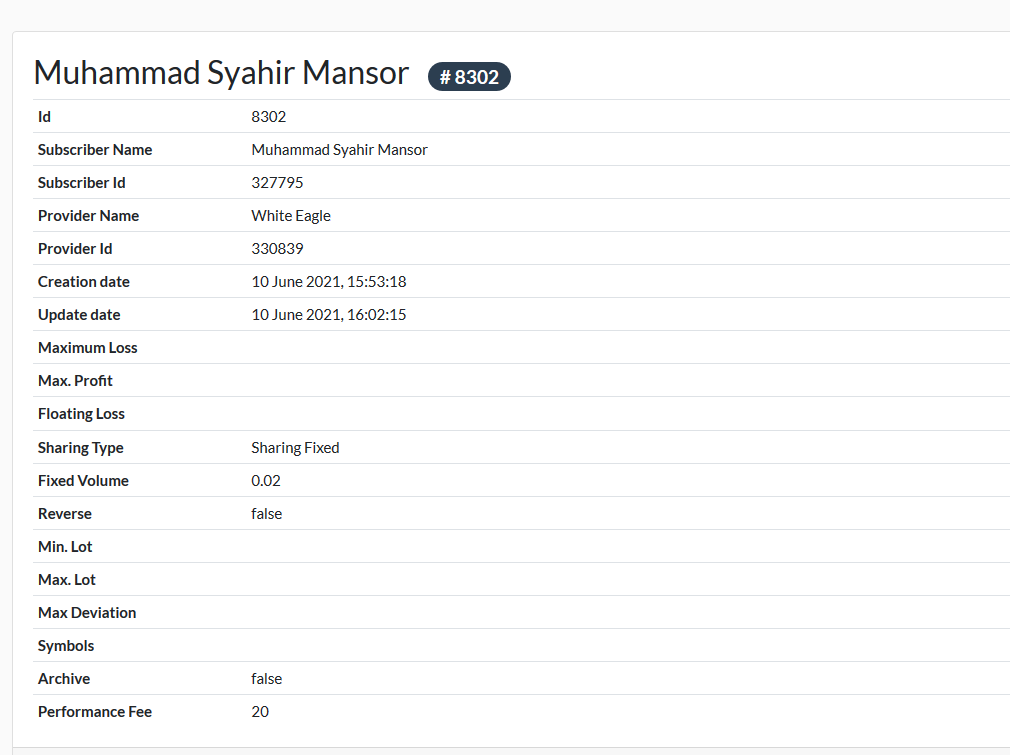 Muhammad Syahir Mansor # 8302
Id 8302
Subscriber Name Muhammad Syahir Mansor
Subscriber Id 327795
Provider Name White Eagle
Provider Id 330839
Creation date 10 June 2021, 15:53:18
Update date 10 June 2021, 16:02:15
Maximum Loss
Max. Profit
Floating Loss
Sharing Type Sharing Fixed
Fixed Volume 0.02
Reverse false
Min. Lot
Max. Lot
Max Deviation
Symbols
Archive false
Performance Fee 20